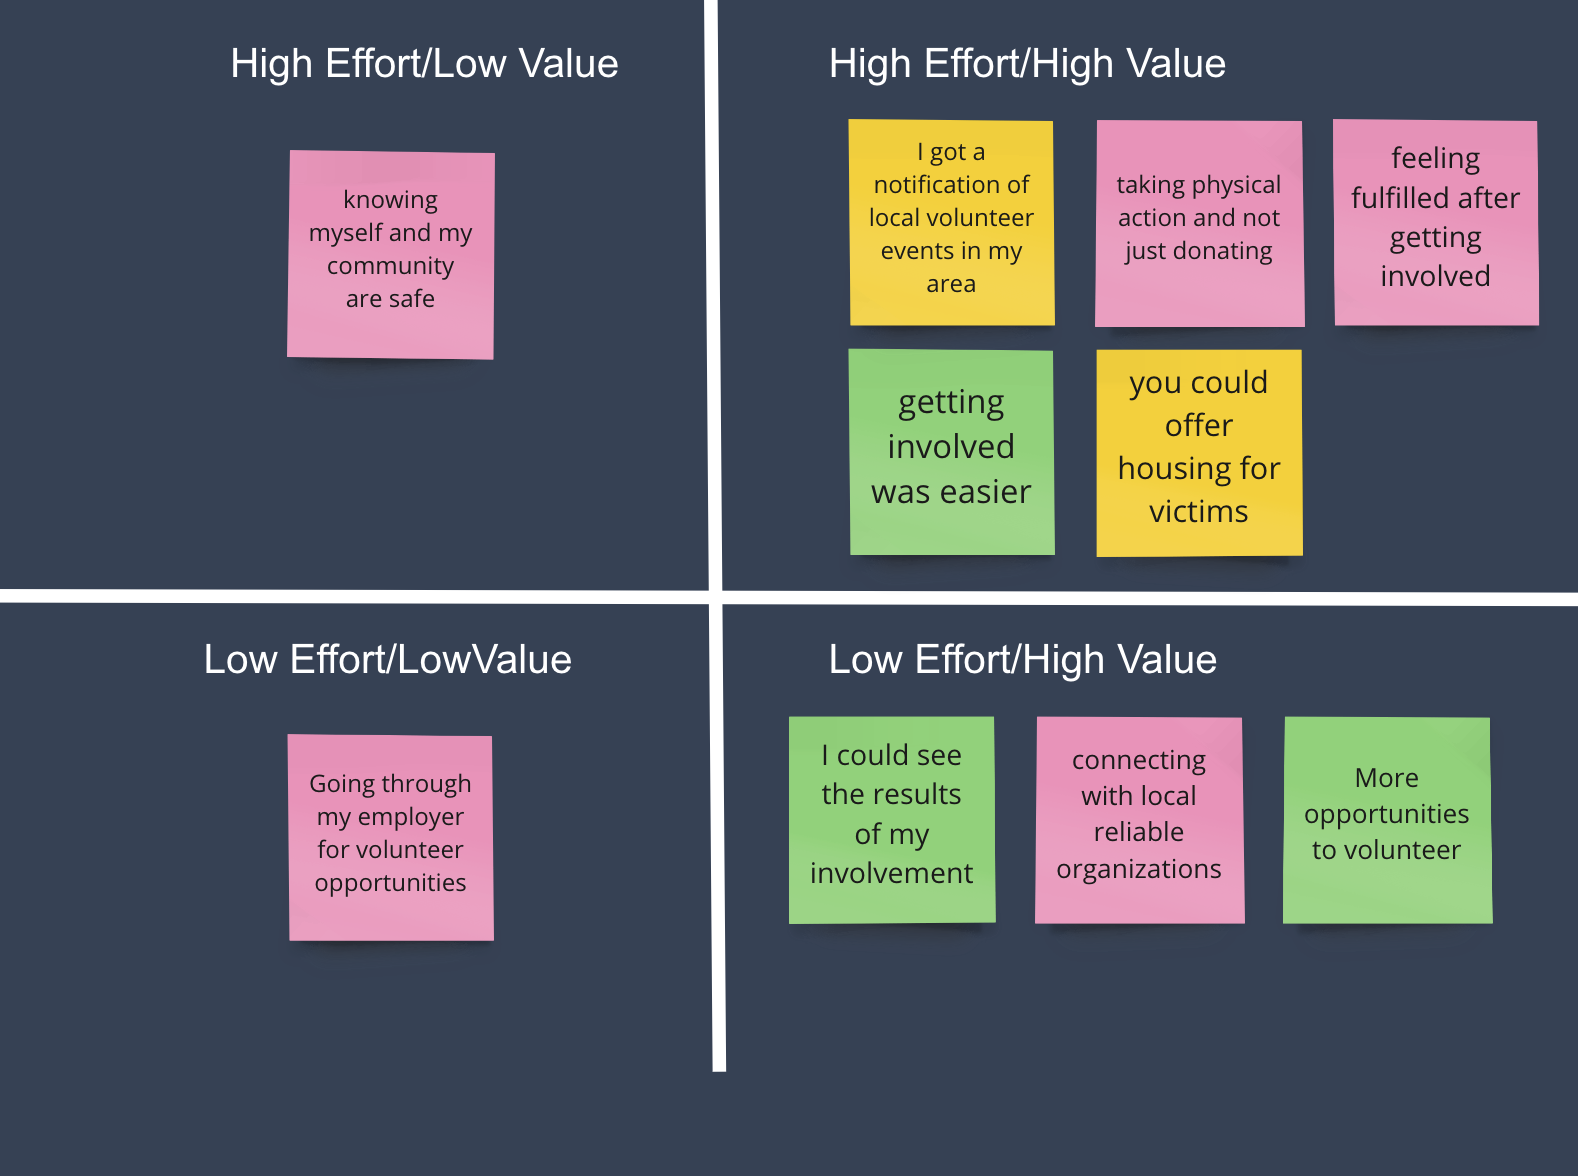 High Effort/Low Value
knowing
myself and my
community
are safe
High Effort/High Value
I got a
notification of
local volunteer
events in my
area
taking physical
action and not
just donating
feeling
fulfilled after
getting
involved
getting
involved
was easier
you could
offer
housing for
victims
Low Effort/LowValue
Going through
my employer
for volunteer
opportunities
Low Effort/High Value
I could see
the results
of my
involvement
connecting
with local
reliable
organizations
More
opportunities
to volunteer